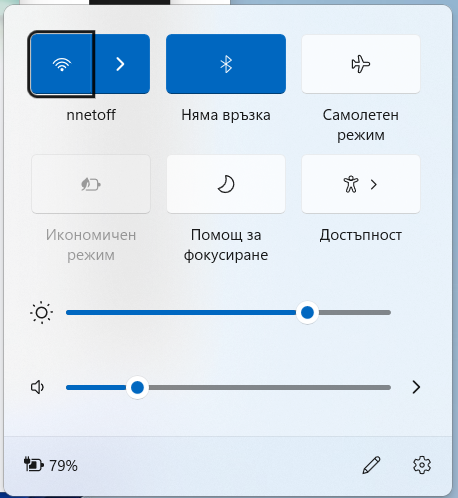 nnetoff
Няма връзка
Самолетен
режим
Икономичен
режим
Помощ за
фокусиране
Достъпност
79%